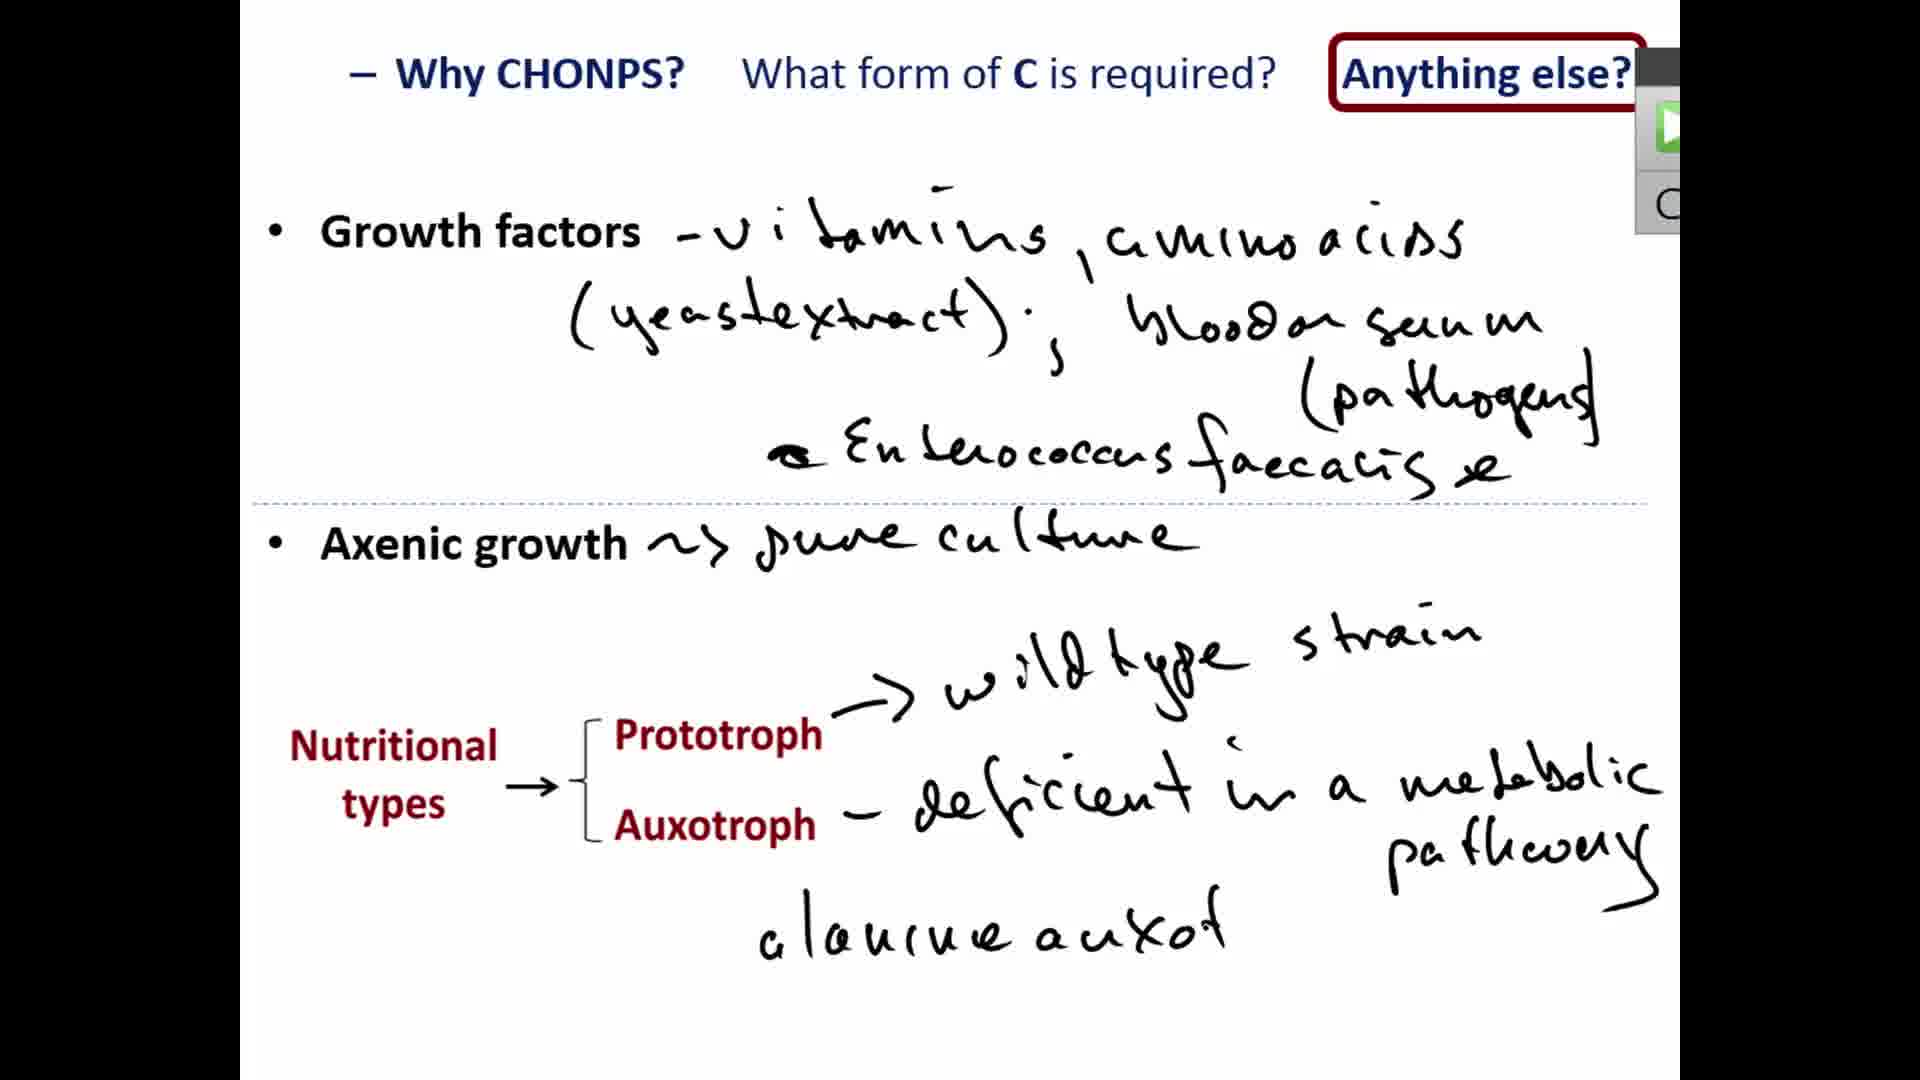 – Why CHONPS? What form of C is required? Anything else?
• Growth factors - vitamins, amino acids
(yeast extract); blood or serum
(pathogens)
- Enterococcus faecalis
• Axenic growth ~> pure culture
Prototroph -> wild type strain
Nutritional types ->
Auxotroph - deficient in a metabolic
pathway
alanine auxot